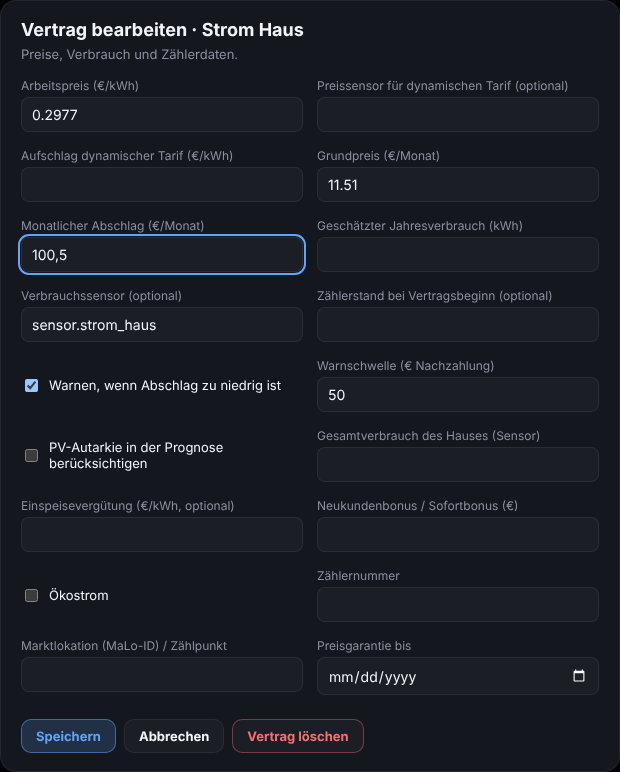 Vertrag bearbeiten · Strom Haus
Preise, Verbrauch und Zählerdaten.
Arbeitspreis (€/kWh)
0.2977
Preissensor für dynamischen Tarif (optional)
Aufschlag dynamischer Tarif (€/kWh)
Grundpreis (€/Monat)
11.51
Monatlicher Abschlag (€/Monat)
100,5
Geschätzter Jahresverbrauch (kWh)
Verbrauchssensor (optional)
sensor.strom_haus
Zählerstand bei Vertragsbeginn (optional)
Warnen, wenn Abschlag zu niedrig ist
Warnschwelle (€ Nachzahlung)
50
PV-Autarkie in der Prognose
berücksichtigen
Gesamtverbrauch des Hauses (Sensor)
Einspeisevergütung (€/kWh, optional)
Neukundenbonus / Sofortbonus (€)
Ökostrom
Zählernummer
Marktlokation (MaLo-ID) / Zählpunkt
Preisgarantie bis
mm/dd/yyyy
Speichern
Abbrechen
Vertrag löschen